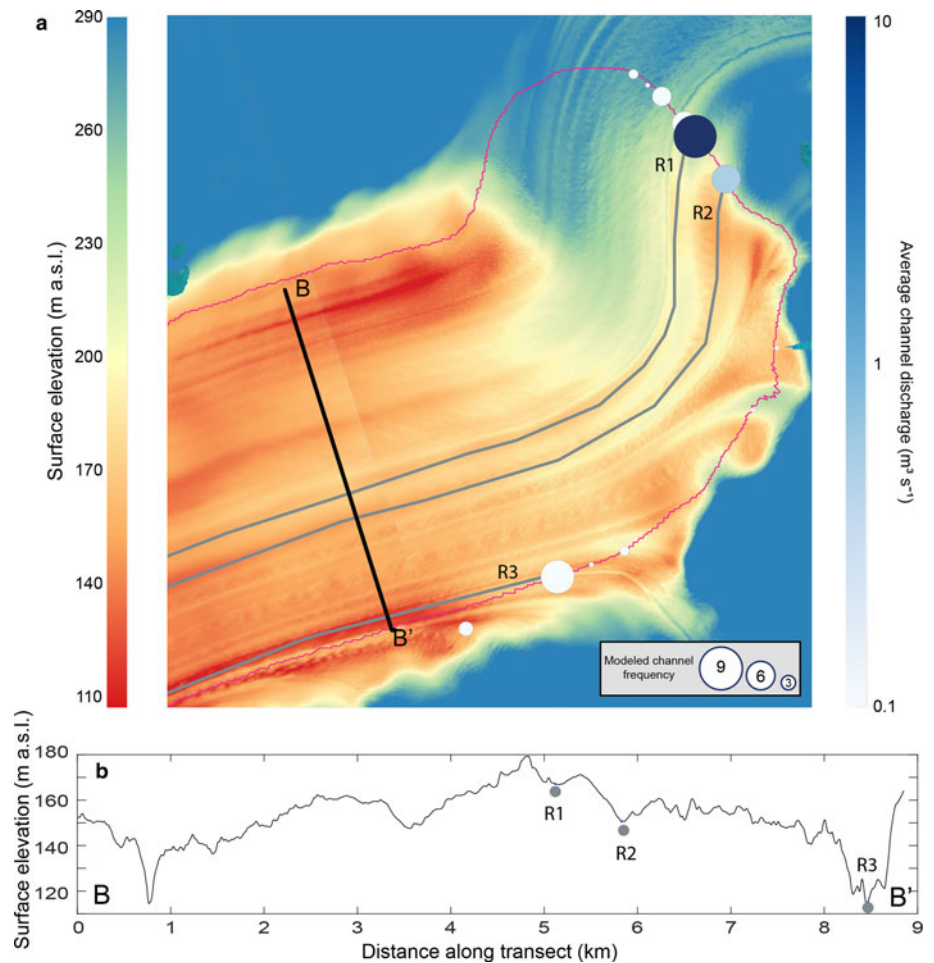 a
290
260
230
200
170
140
110
Surface elevation (m a.s.l.)
R1
R2
B
R3
B'
Modeled channel
frequency
9
6
3
10
1
0.1
Average channel discharge (m³ s⁻¹)
b
180
160
140
120
Surface elevation (m a.s.l.)
R1
R2
R3
B
B'
0 1 2 3 4 5 6 7 8 9
Distance along transect (km)